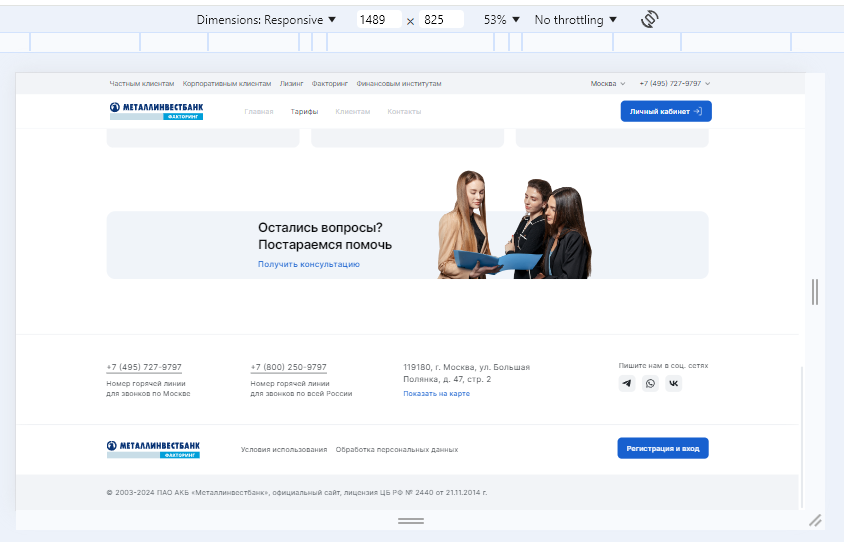 Dimensions: Responsive ▼ 1489 × 825 53% ▼ No throttling ▼
Частным клиентам Корпоративным клиентам Лизинг Факторинг Финансовым институтам Москва +7 (495) 727-9797
МЕТАЛЛИНВЕСТБАНК
ФАКТОРИНГ
Главная Тарифы Клиентам Контакты Личный кабинет
Остались вопросы?
Постараемся помочь
Получить консультацию
+7 (495) 727-9797
Номер горячей линии
для звонков по Москве
+7 (800) 250-9797
Номер горячей линии
для звонков по всей России
119180, г. Москва, ул. Большая
Полянка, д. 47, стр. 2
Показать на карте
Пишите нам в соц. сетях
МЕТАЛЛИНВЕСТБАНК
ФАКТОРИНГ
Условия использования Обработка персональных данных Регистрация и вход
© 2003-2024 ПАО АКБ «Металлинвестбанк», официальный сайт, лицензия ЦБ РФ № 2440 от 21.11.2014 г.